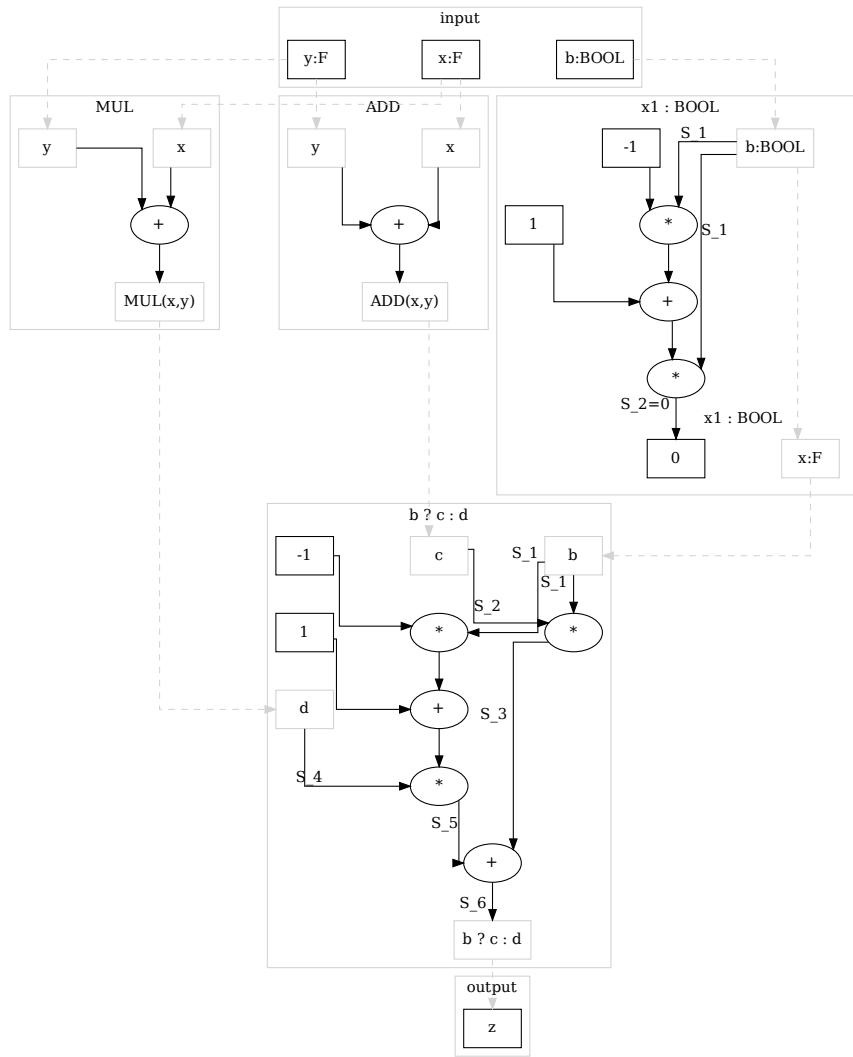 input
y:F
x:F
b:BOOL
MUL
y
x
+
MUL(x,y)
ADD
y
x
+
ADD(x,y)
x1 : BOOL
-1
S_1
b:BOOL
1
*
S_1
+
*
S_2=0
x1 : BOOL
0
x:F
b ? c : d
-1
c
S_1
b
S_1
S_2
1
*
*
d
+
S_3
S_4
*
S_5
+
S_6
b ? c : d
output
z